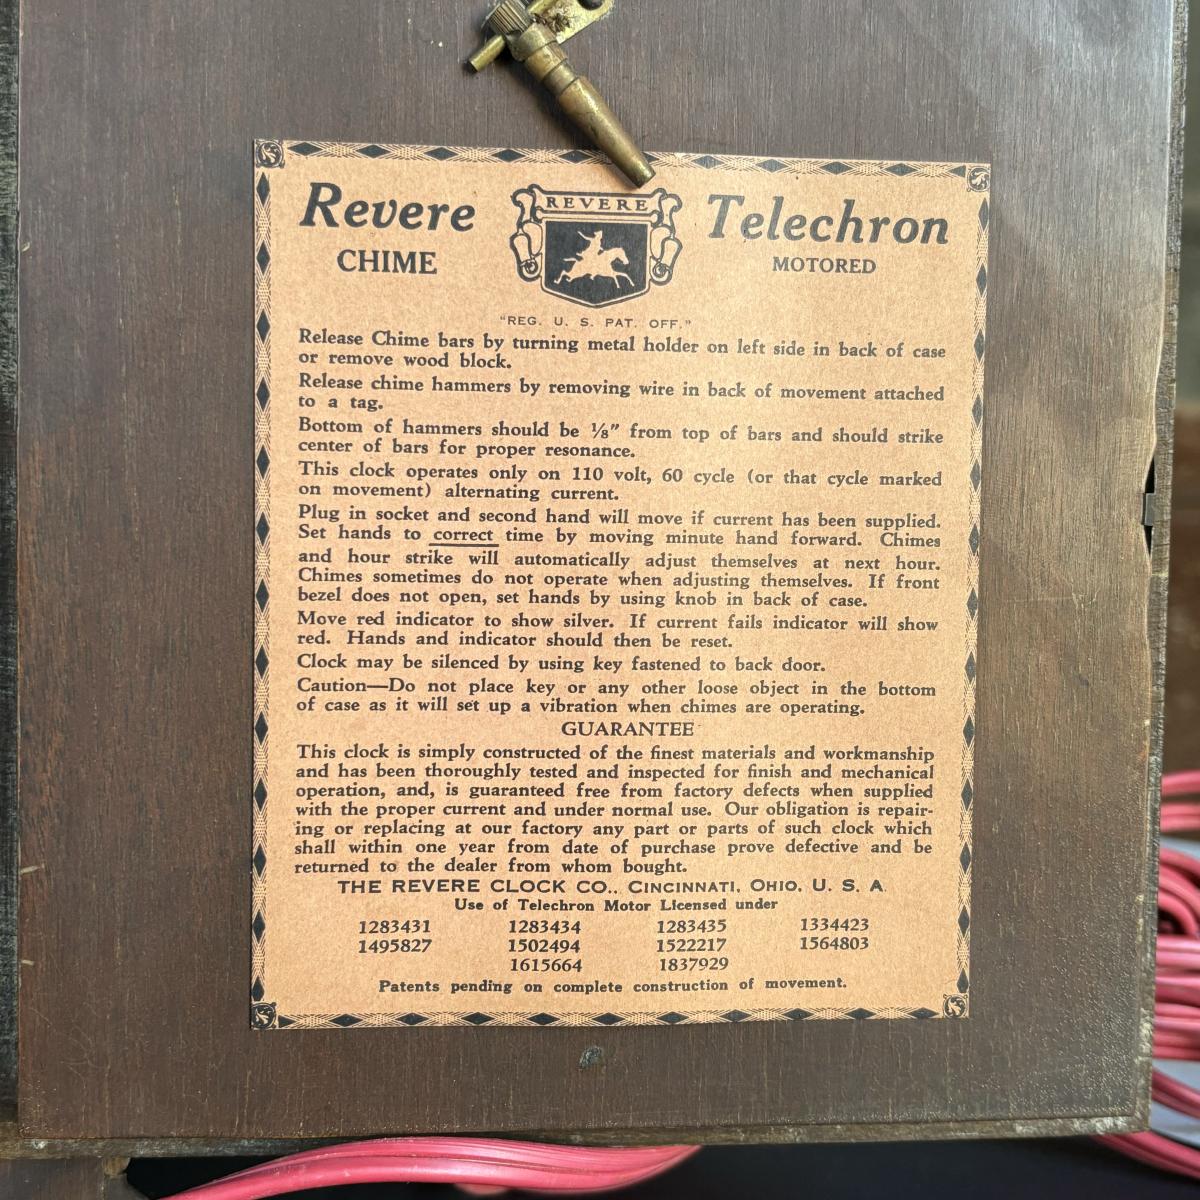 Revere
CHIME
REVERE
Telechron
MOTORED
"REG. U. S. PAT. OFF."
Release Chime bars by turning metal holder on left side in back of case
or remove wood block.
Release chime hammers by removing wire in back of movement attached
to a tag.
Bottom of hammers should be ⅛" from top of bars and should strike
center of bars for proper resonance.
This clock operates only on 110 volt, 60 cycle (or that cycle marked
on movement) alternating current.
Plug in socket and second hand will move if current has been supplied.
Set hands to correct time by moving minute hand forward. Chimes
and hour strike will automatically adjust themselves at next hour.
Chimes sometimes do not operate when adjusting themselves. If front
bezel does not open, set hands by using knob in back of case.
Move red indicator to show silver. If current fails indicator will show
red. Hands and indicator should then be reset.
Clock may be silenced by using key fastened to back door.
Caution—Do not place key or any other loose object in the bottom
of case as it will set up a vibration when chimes are operating.
GUARANTEE
This clock is simply constructed of the finest materials and workmanship
and has been thoroughly tested and inspected for finish and mechanical
operation, and, is guaranteed free from factory defects when supplied
with the proper current and under normal use. Our obligation is repair-
ing or replacing at our factory any part or parts of such clock which
shall within one year from date of purchase prove defective and be
returned to the dealer from whom bought.
THE REVERE CLOCK CO., CINCINNATI, OHIO, U. S. A.
Use of Telechron Motor Licensed under
1283431 1283434 1283435 1334423
1495827 1502494 1522217 1564803
1615664 1837929
Patents pending on complete construction of movement.